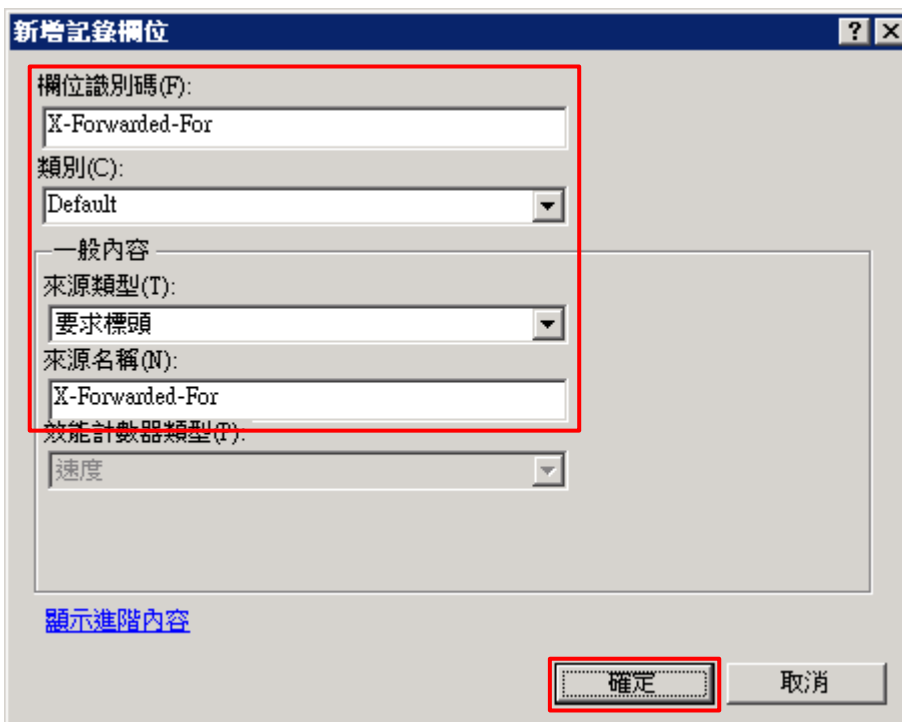 新增記錄欄位
欄位識別碼(F):
X-Forwarded-For
類別(C):
Default
一般內容
來源類型(T):
要求標頭
來源名稱(N):
X-Forwarded-For
效能計數器類型(P):
速度
顯示進階內容
確定 取消